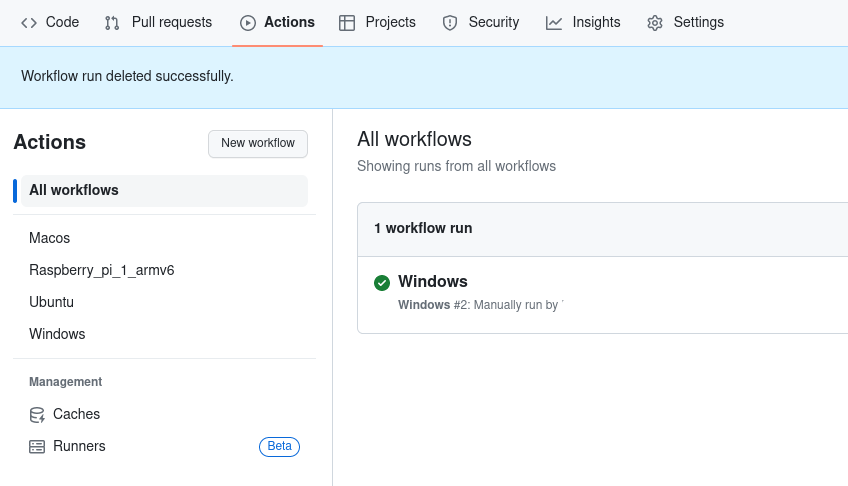 Code Pull requests Actions Projects Security Insights Settings
Workflow run deleted successfully.
Actions
New workflow
All workflows
Macos
Raspberry_pi_1_armv6
Ubuntu
Windows
Management
Caches
Runners Beta
All workflows
Showing runs from all workflows
1 workflow run
Windows
Windows #2: Manually run by